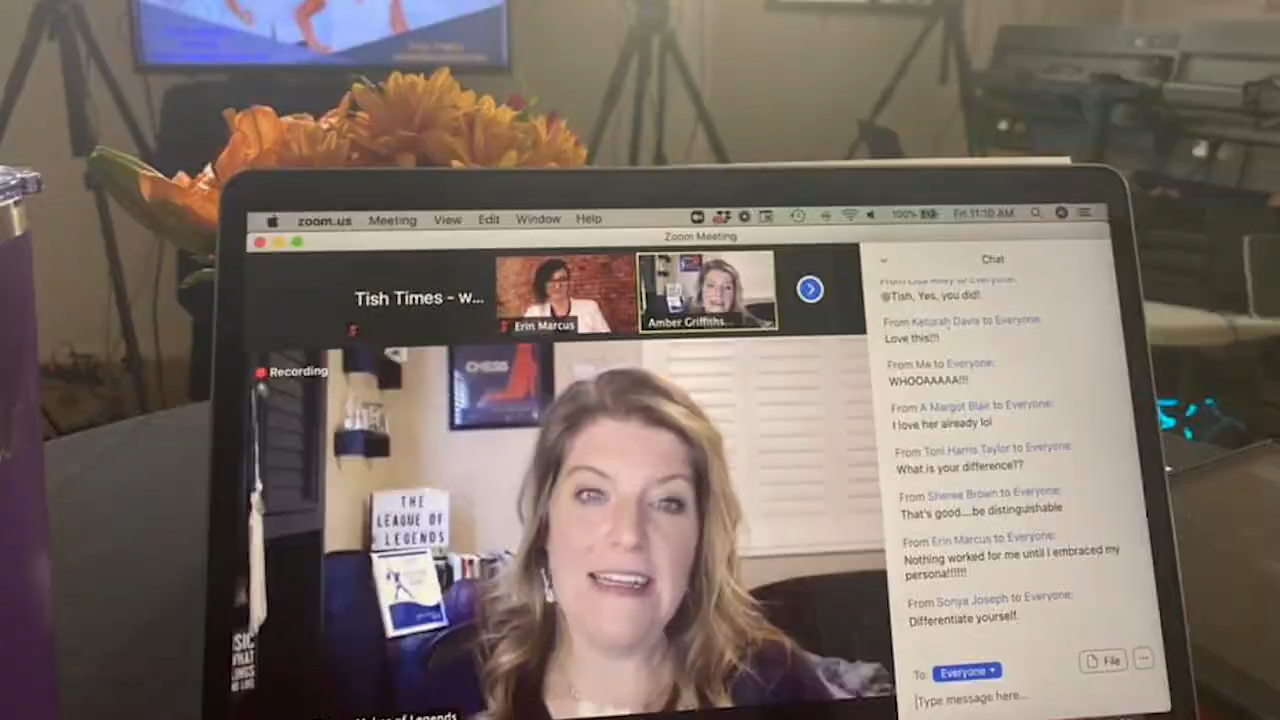 zoom.us Meeting View Edit Window Help 100% Fri 11:10 AM
Zoom Meeting
Tish Times - w...
Erin Marcus
Amber Griffiths...
Recording
CHESS
THE
LEAGUE OF
LEGENDS
of Legends
Chat
@Tish, Yes, you did!
From Keturah Davis to Everyone:
Love this!!!
From Me to Everyone:
WHOOAAAAA!!!
From A Margot Blair to Everyone:
I love her already lol
From Toni Harris Taylor to Everyone:
What is your difference??
From Sheree Brown to Everyone:
That's good....be distinguishable
From Erin Marcus to Everyone:
Nothing worked for me until I embraced my
persona!!!!!!
From Sonya Joseph to Everyone:
Differentiate yourself.
To: Everyone
File
Type message here...